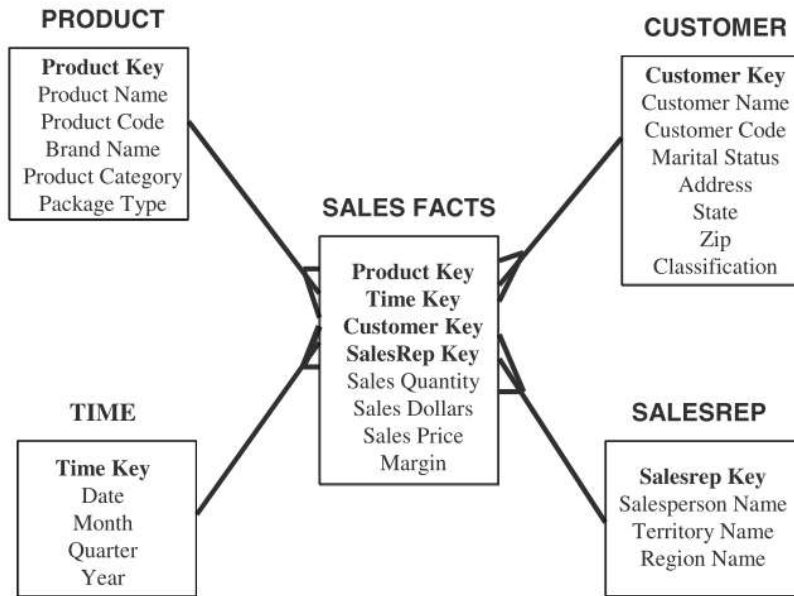 PRODUCT
Product Key
Product Name
Product Code
Brand Name
Product Category
Package Type
CUSTOMER
Customer Key
Customer Name
Customer Code
Marital Status
Address
State
Zip
Classification
SALES FACTS
Product Key
Time Key
Customer Key
SalesRep Key
Sales Quantity
Sales Dollars
Sales Price
Margin
TIME
Time Key
Date
Month
Quarter
Year
SALESREP
Salesrep Key
Salesperson Name
Territory Name
Region Name